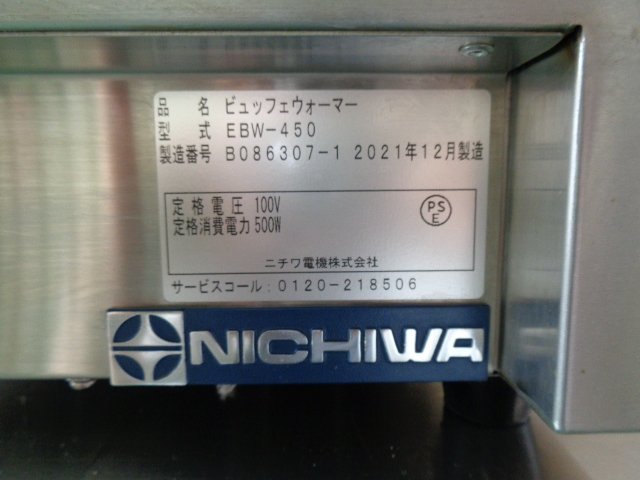 品名 ビュッフェウォーマー
型式 EBW-450
製造番号 B086307-1 2021年12月製造
定格電圧 100V
定格消費電力 500W
PSE
ニチワ電機株式会社
サービスコール:0120-218506
NICHIWA